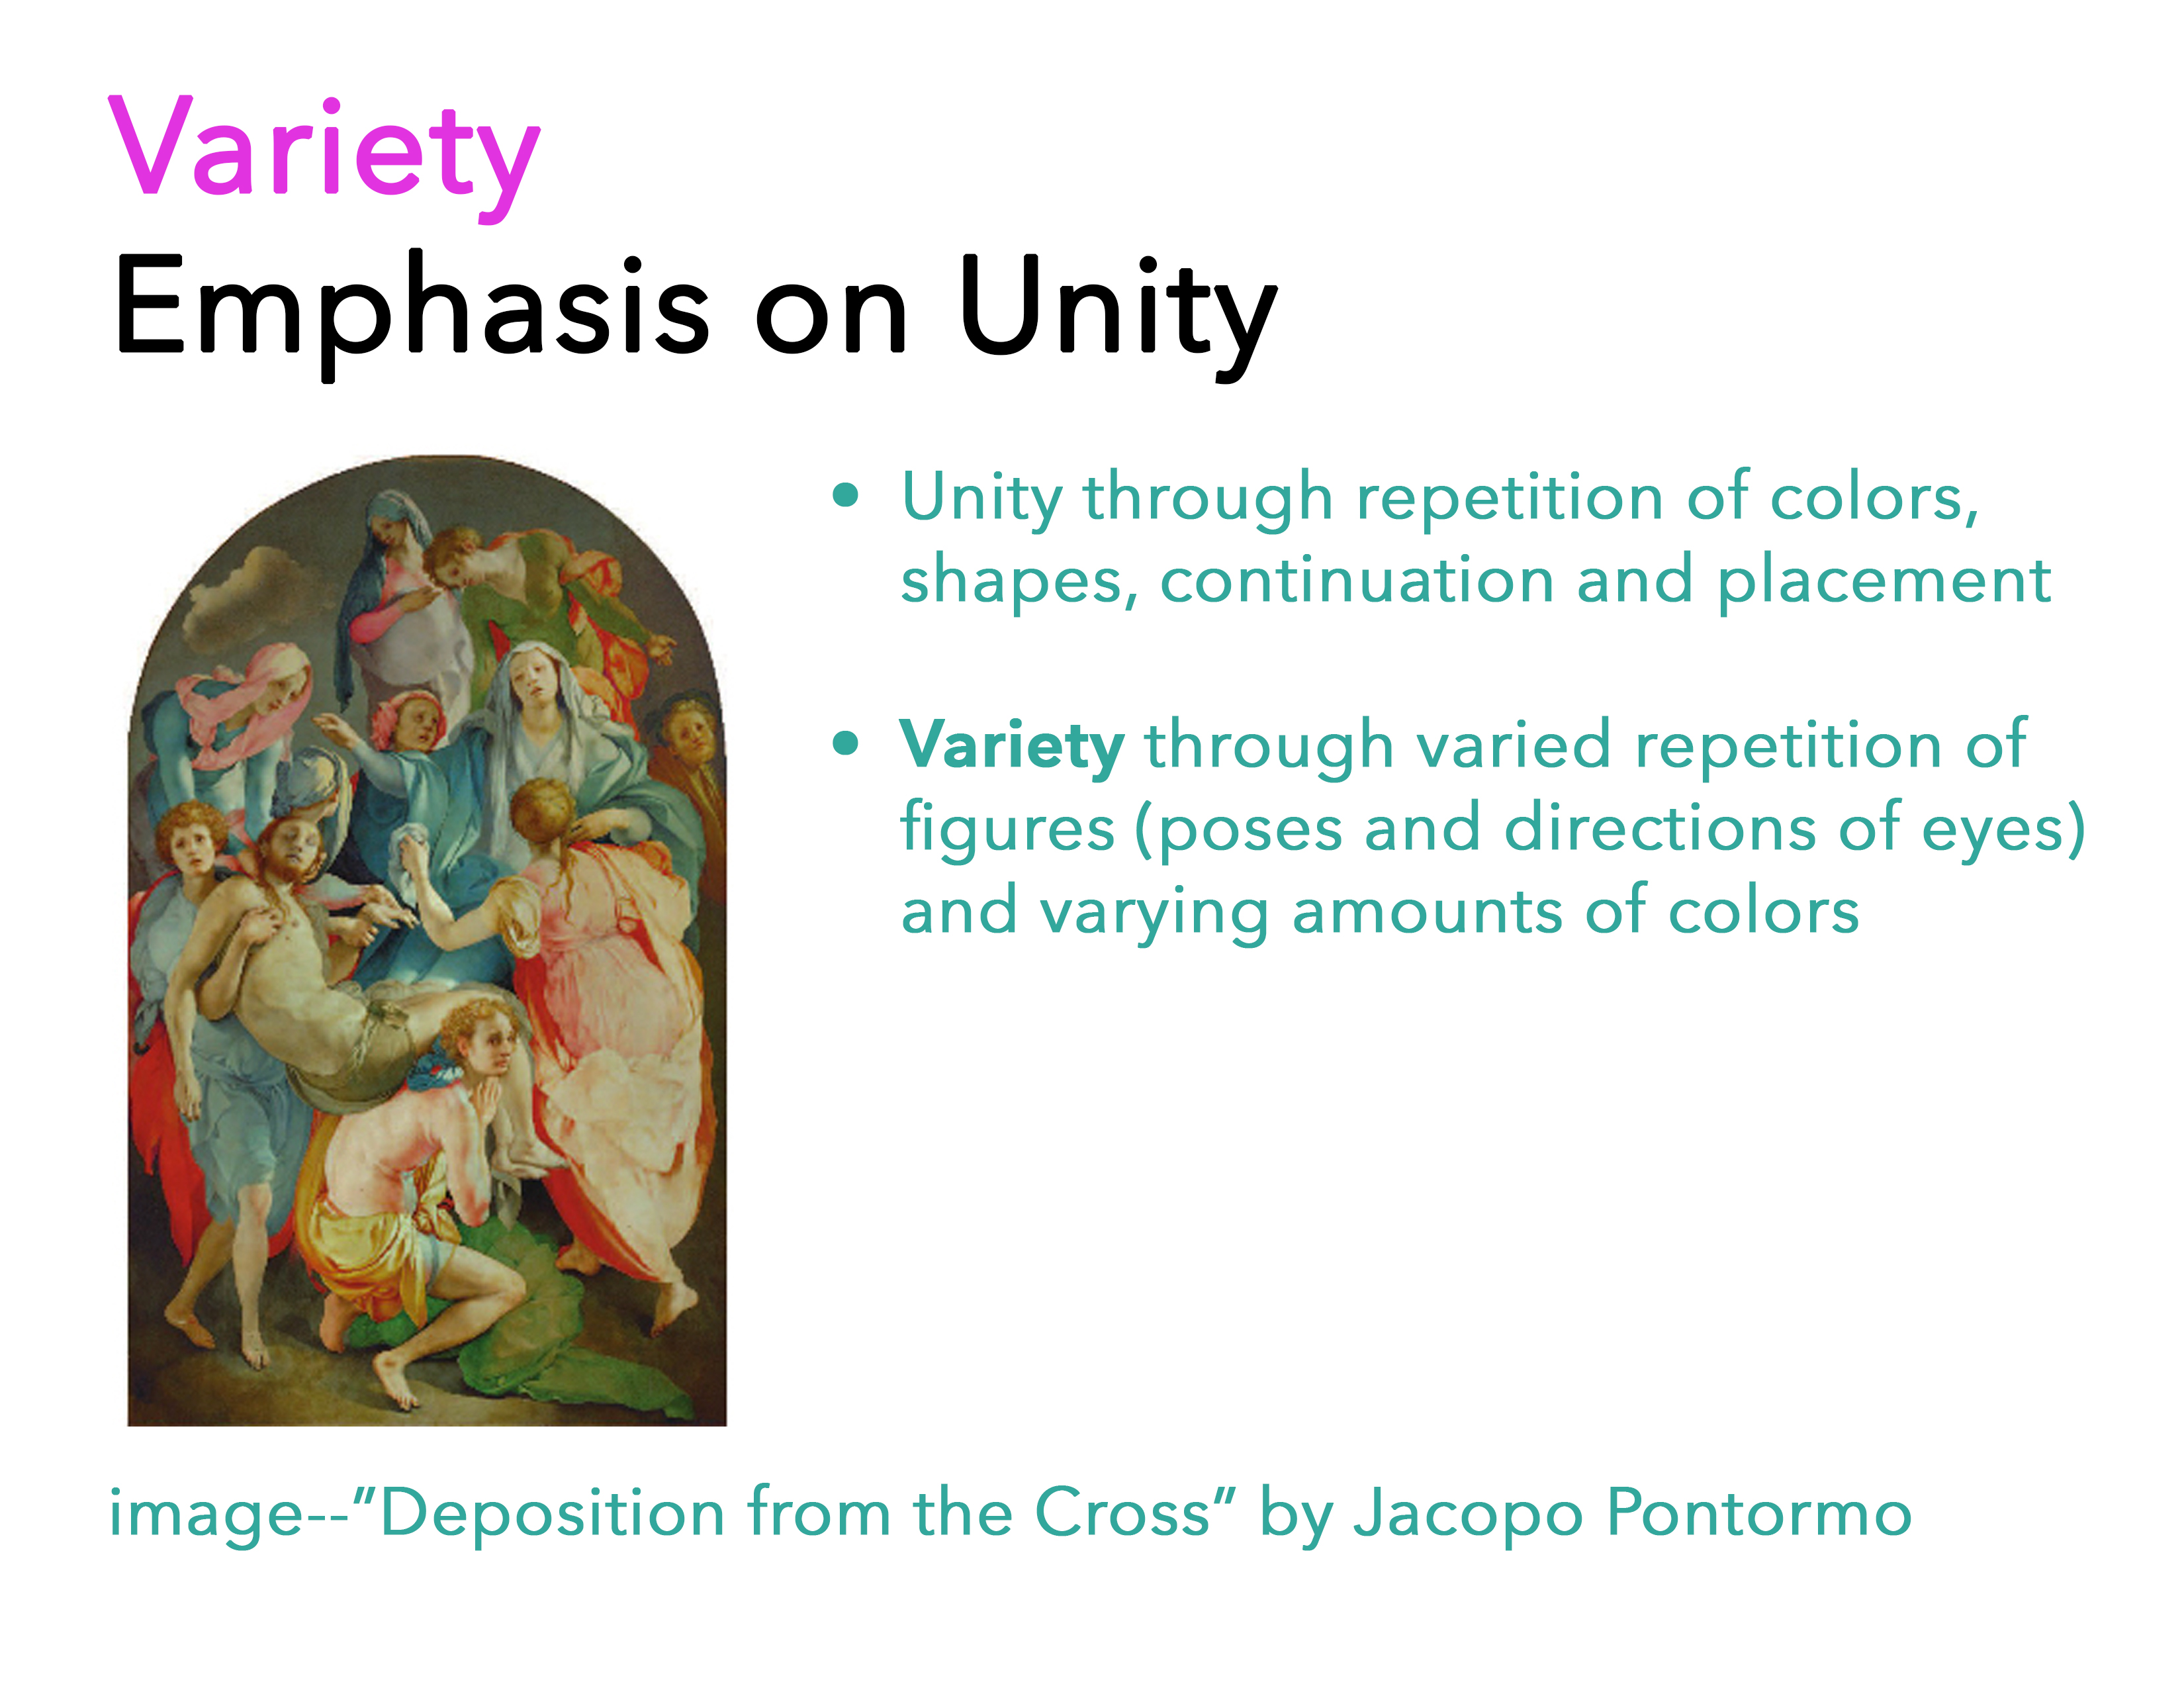 Variety
Emphasis on Unity
• Unity through repetition of colors,
shapes, continuation and placement
• Variety through varied repetition of
figures (poses and directions of eyes)
and varying amounts of colors
image--"Deposition from the Cross" by Jacopo Pontormo